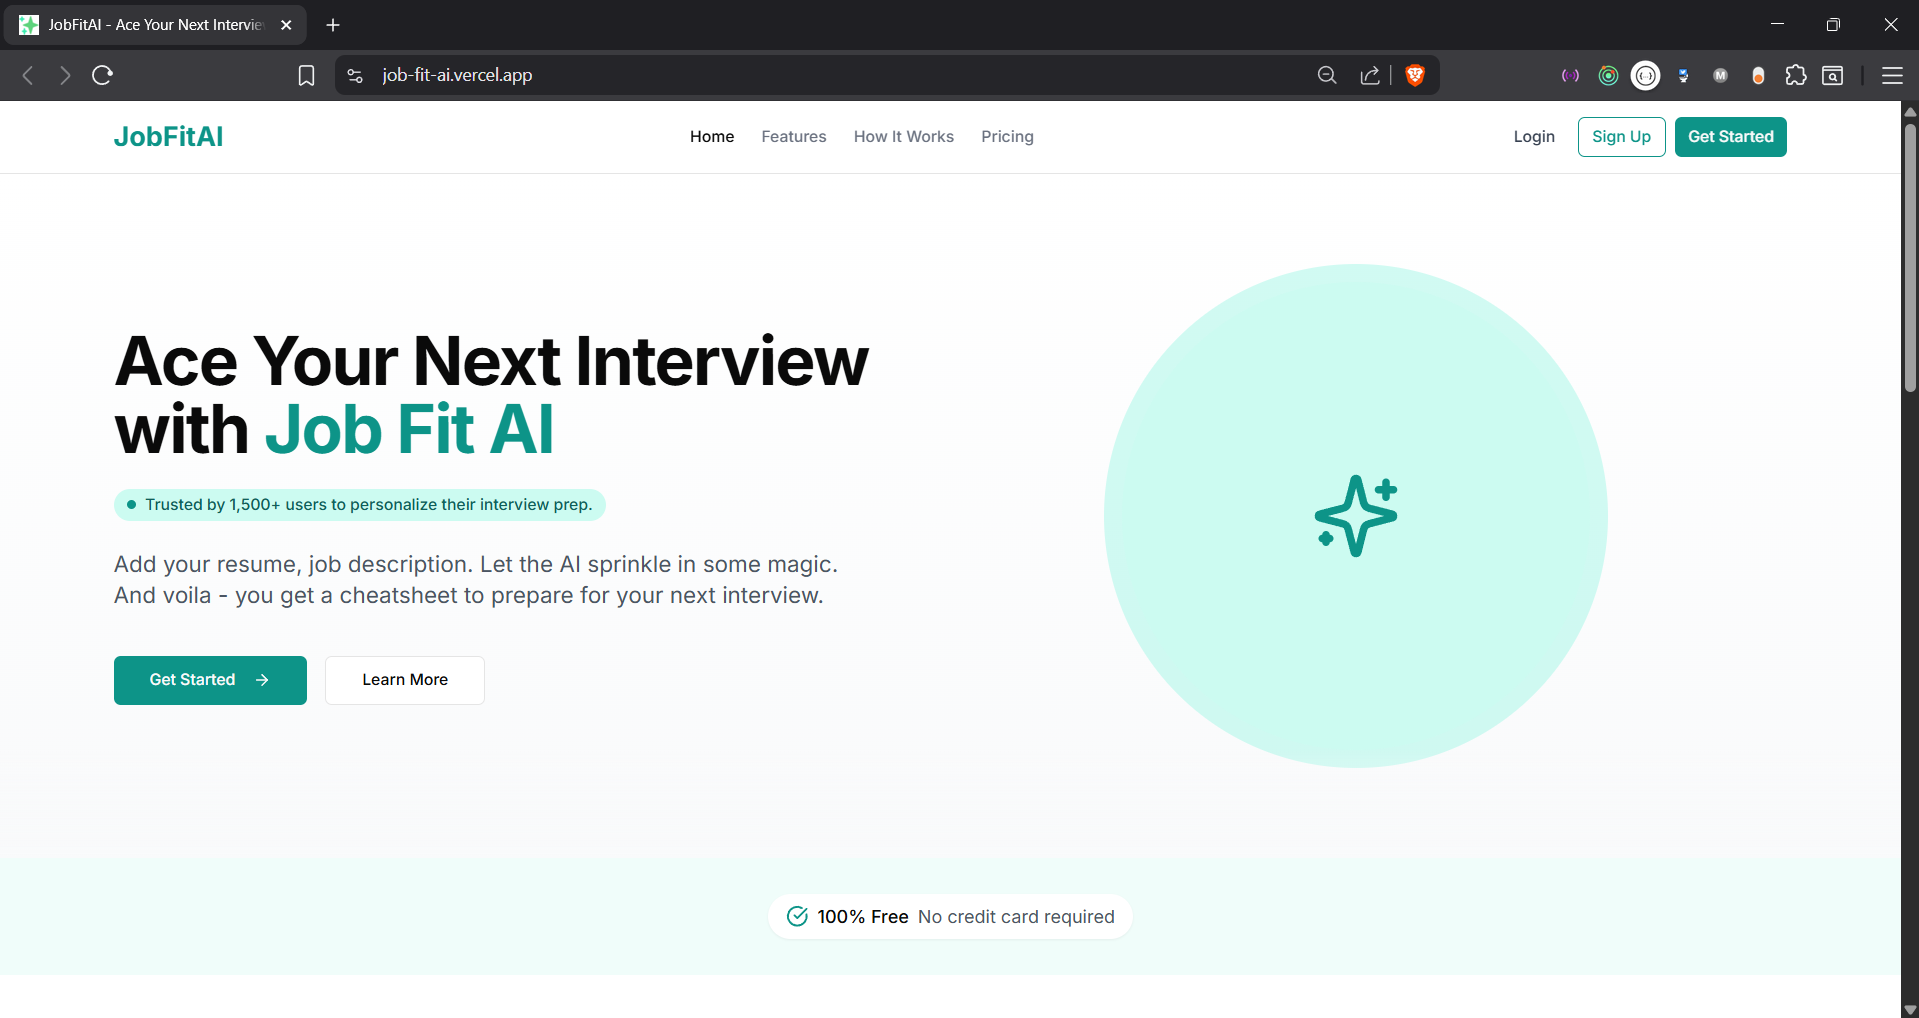 JobFitAI - Ace Your Next Intervie
job-fit-ai.vercel.app
M
JobFitAI
Home
Features
How It Works
Pricing
Login
Sign Up
Get Started
Ace Your Next Interview
with Job Fit AI
Trusted by 1,500+ users to personalize their interview prep.
Add your resume, job description. Let the AI sprinkle in some magic.
And voila - you get a cheatsheet to prepare for your next interview.
Get Started →
Learn More
100% Free No credit card required